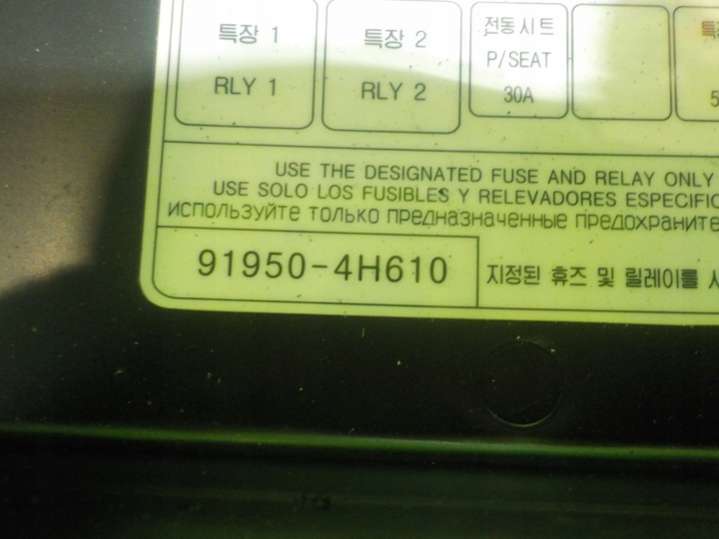 특장 1
RLY 1
특장 2
RLY 2
전동시트
P/SEAT
30A
USE THE DESIGNATED FUSE AND RELAY ONLY
USE SOLO LOS FUSIBLES Y RELEVADORES ESPECIFIC
ИСПОЛЬЗУЙТЕ ТОЛЬКО ПРЕДНАЗНАЧЕННЫЕ ПРЕДОХРАНИТЕ
91950-4H610
지정된 휴즈 및 릴레이를